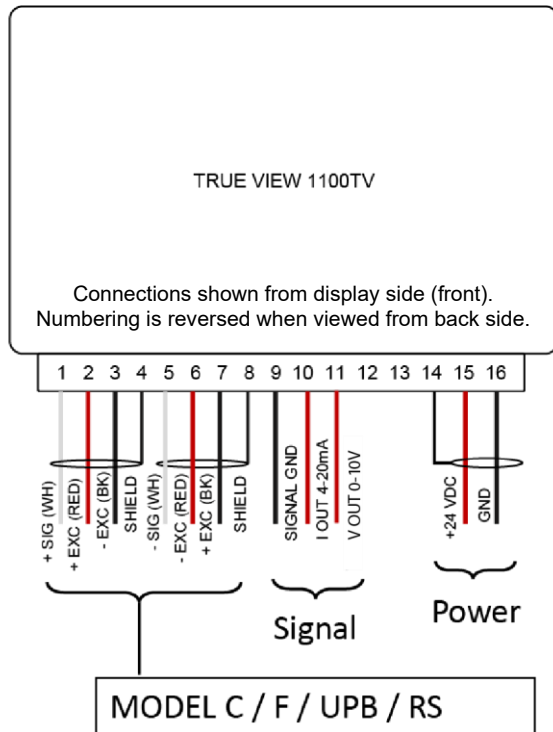 TRUE VIEW 1100TV
Connections shown from display side (front).
Numbering is reversed when viewed from back side.
1 2 3 4 5 6 7 8 9 10 11 12 13 14 15 16
+ SIG (WH)
+ EXC (RED)
- EXC (BK)
SHIELD
- SIG (WH)
- EXC (RED)
+ EXC (BK)
SHIELD
SIGNAL GND
I OUT 4-20mA
V OUT 0-10V
+24 VDC
GND
Signal
Power
MODEL C / F / UPB / RS